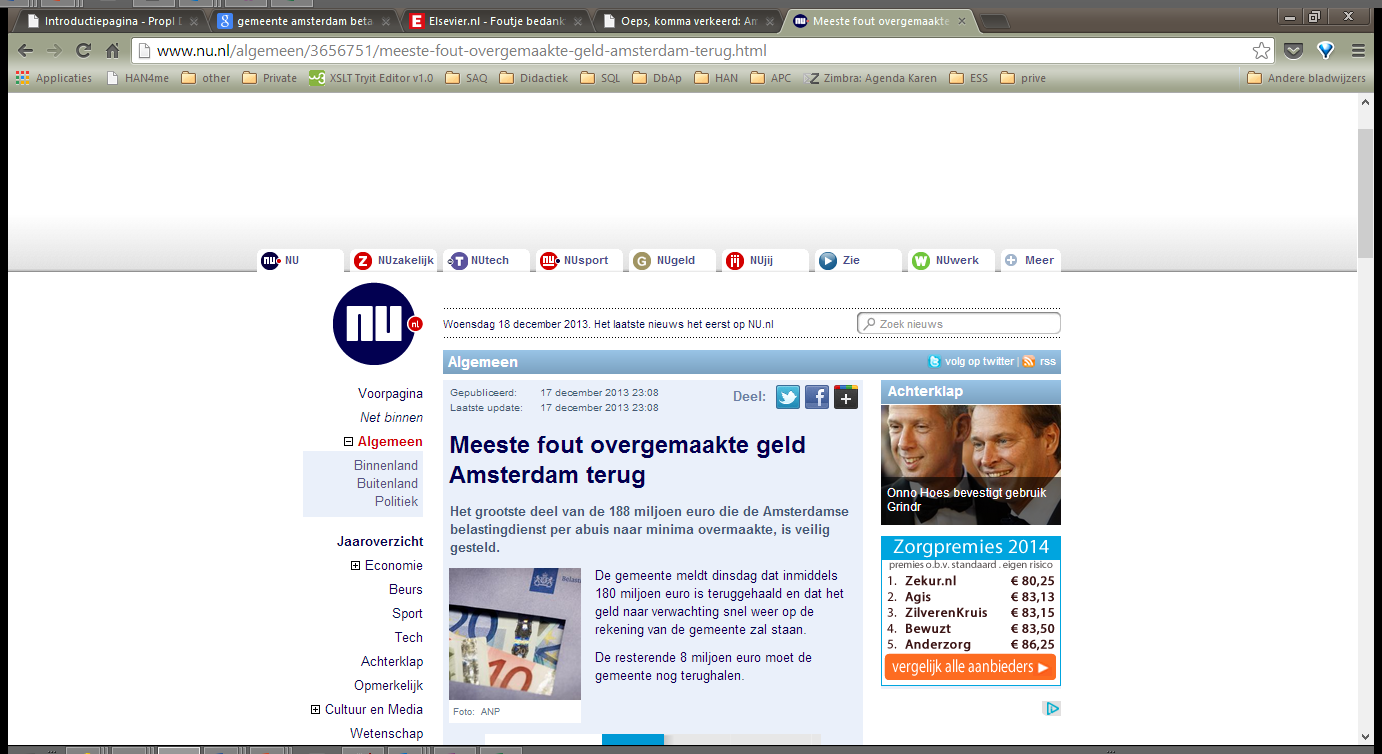 Introductiepagina - PropI D
gemeente amsterdam beta
Elsevier.nl - Foutje bedank
Oeps, komma verkeerd: Am
Meeste fout overgemaakte
www.nu.nl/algemeen/3656751/meeste-fout-overgemaakte-geld-amsterdam-terug.html
Applicaties HAN4me other Private XSLT Tryit Editor v1.0 SAQ Didactiek SQL DbAp HAN APC Zimbra: Agenda Karen ESS prive Andere bladwijzers
NU NUzakelijk NUtech NUsport NUgeld NUjij Zie NUwerk Meer
nu nl
Woensdag 18 december 2013. Het laatste nieuws het eerst op NU.nl
Zoek nieuws
Algemeen
volg op twitter | rss
Voorpagina
Net binnen
Algemeen
Binnenland
Buitenland
Politiek
Jaaroverzicht
Economie
Beurs
Sport
Tech
Achterklap
Opmerkelijk
Cultuur en Media
Wetenschap
Gepubliceerd: 17 december 2013 23:08
Laatste update: 17 december 2013 23:08
Deel:
Meeste fout overgemaakte geld
Amsterdam terug
Het grootste deel van de 188 miljoen euro die de Amsterdamse
belastingdienst per abuis naar minima overmaakte, is veilig
gesteld.
De gemeente meldt dinsdag dat inmiddels
180 miljoen euro is teruggehaald en dat het
geld naar verwachting snel weer op de
rekening van de gemeente zal staan.
De resterende 8 miljoen euro moet de
gemeente nog terughalen.
Foto: ANP
Achterklap
Onno Hoes bevestigt gebruik
Grindr
Zorgpremies 2014
premies o.b.v. standaard . eigen risico
1. Zekur.nl € 80,25
2. Agis € 83,13
3. ZilverenKruis € 83,15
4. Bewuzt € 83,50
5. Anderzorg € 86,25
vergelijk alle aanbieders